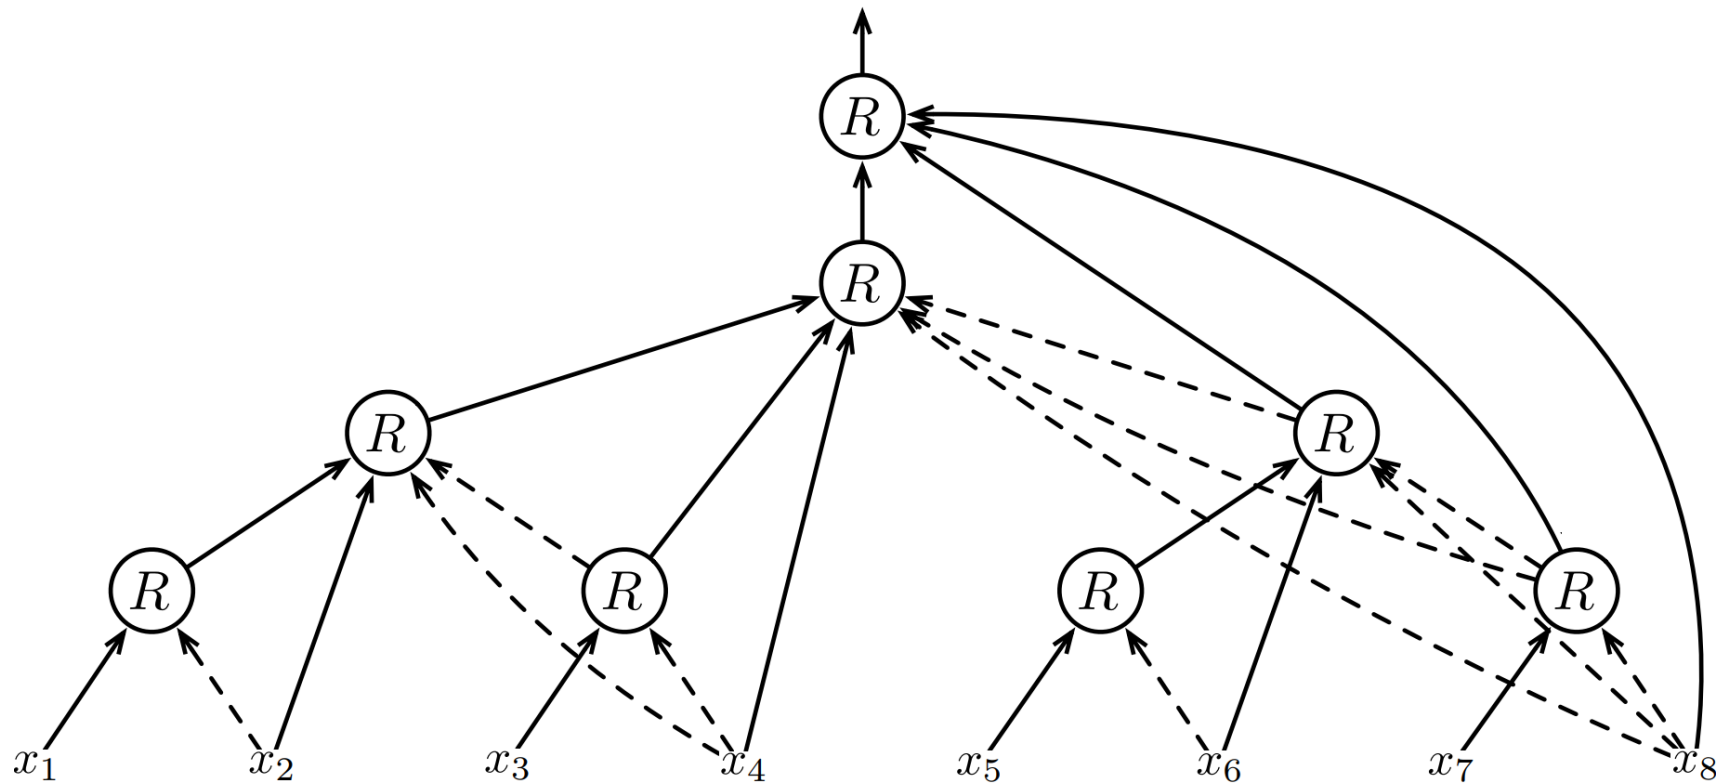 R
R
R R
R R R R
x₁ x₂ x₃ x₄ x₅ x₆ x₇ x₈